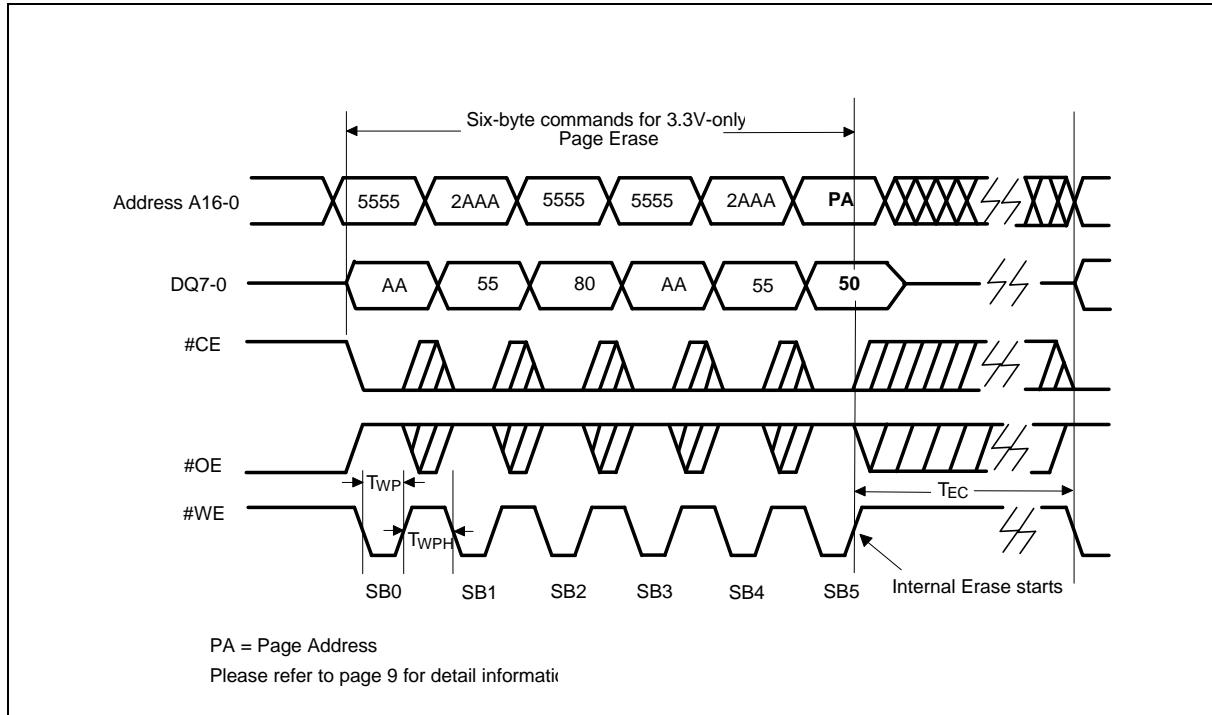 Six-byte commands for 3.3V-only
Page Erase
Address A16-0
5555 2AAA 5555 5555 2AAA PA
DQ7-0
AA 55 80 AA 55 50
#CE
#OE
TWP
TEC
#WE
TWPH
SB0 SB1 SB2 SB3 SB4 SB5
Internal Erase starts
PA = Page Address
Please refer to page 9 for detail